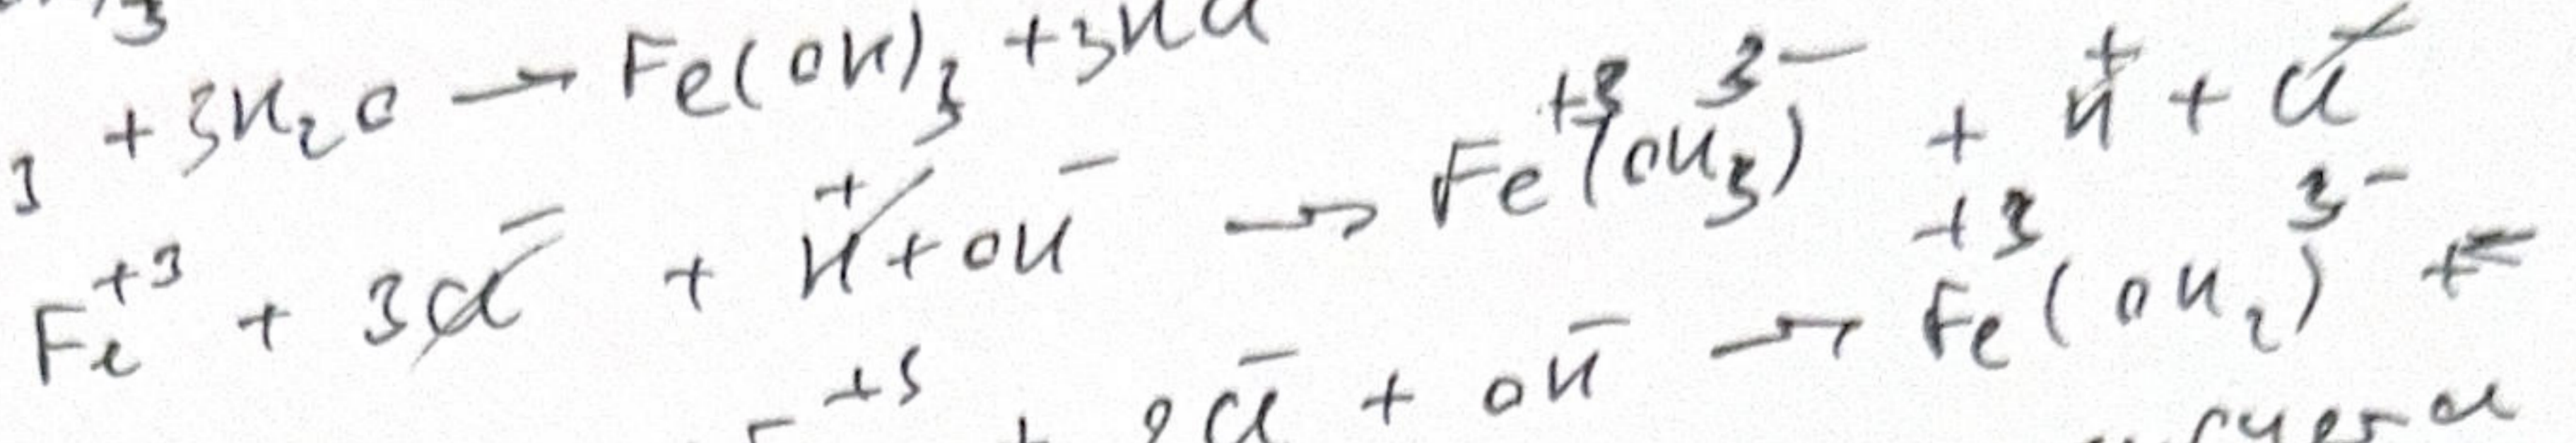 3
3 + 3H₂O → Fe(OH)₃ + 3HCl
Fe⁺³ + 3Cl⁻ + H⁺ + OH⁻ → Fe⁺³(OH₃)³⁻ + H⁺ + Cl⁻
+ 2Cl⁻ + OH⁻ → Fe⁺³(OH₂)³⁻ +